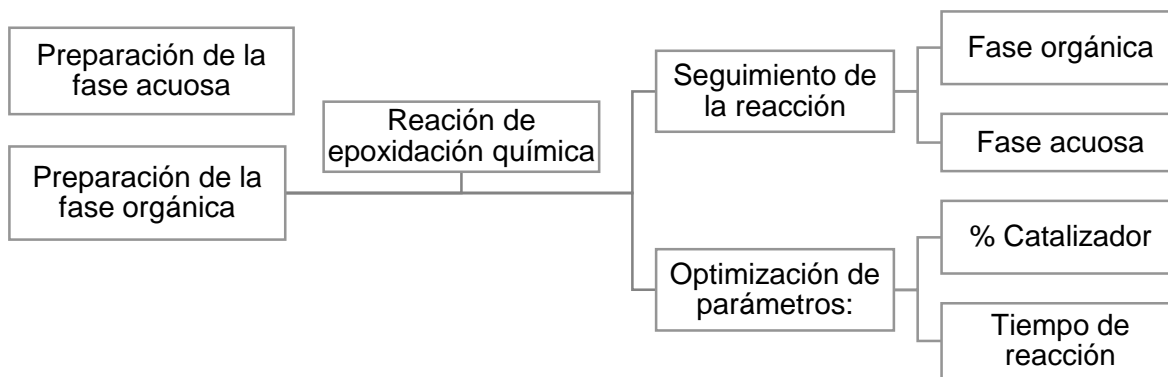 Preparación de la
fase acuosa
Preparación de la
fase orgánica
Reación de
epoxidación química
Seguimiento de
la reacción
Fase orgánica
Fase acuosa
Optimización de
parámetros:
% Catalizador
Tiempo de
reacción